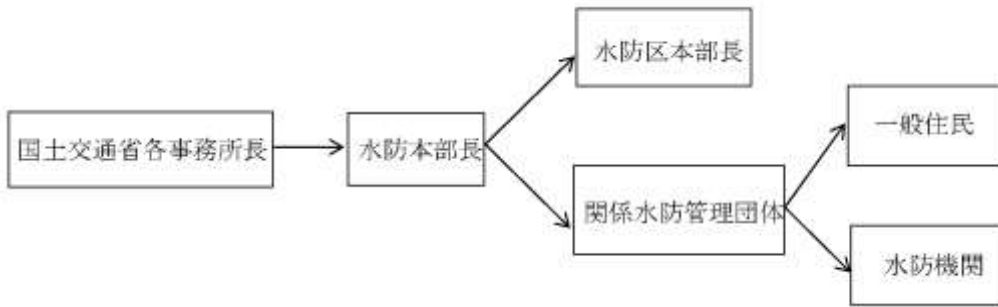 国土交通省各事務所長
水防本部長
水防区本部長
関係水防管理団体
一般住民
水防機関